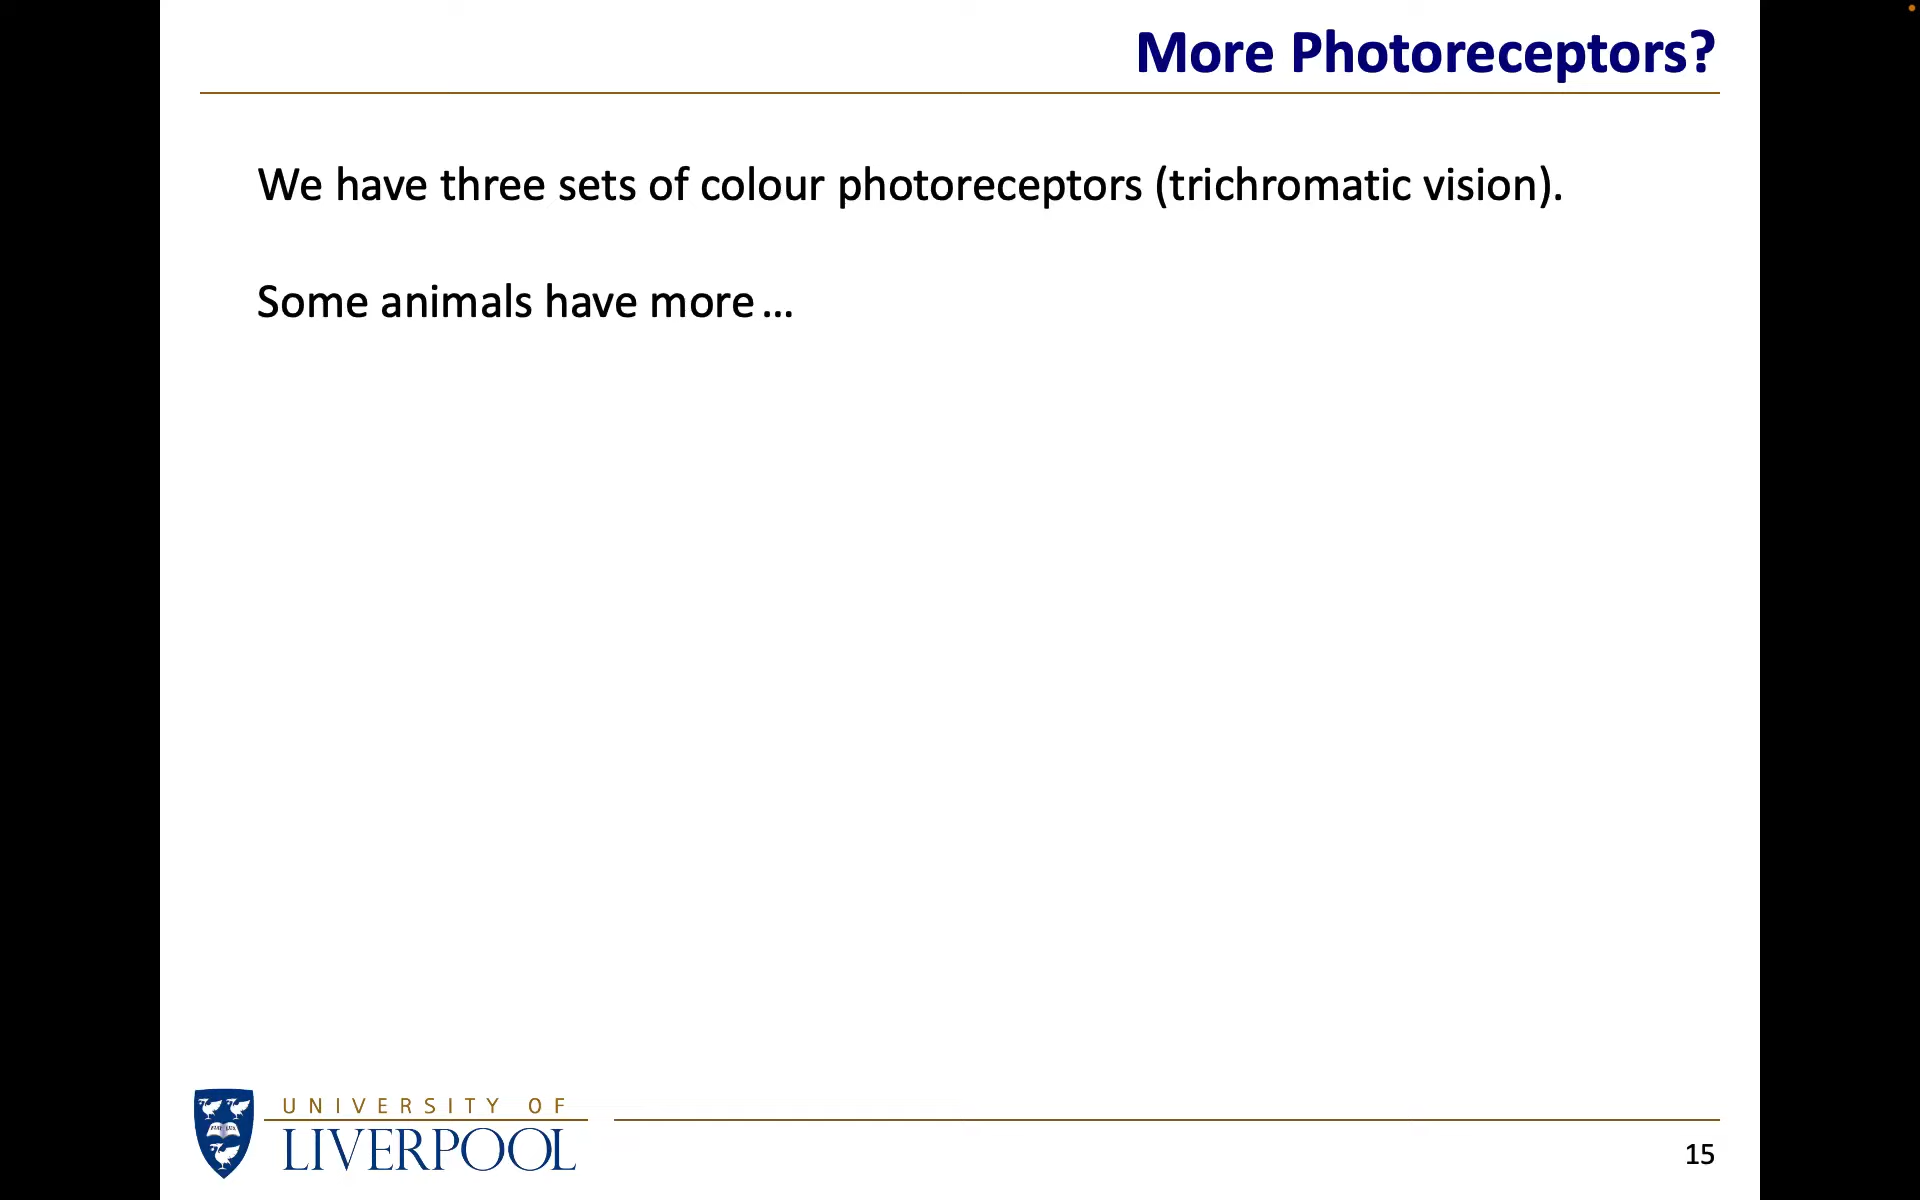 More Photoreceptors?
We have three sets of colour photoreceptors (trichromatic vision).
Some animals have more ...
UNIVERSITY OF
LIVERPOOL
15